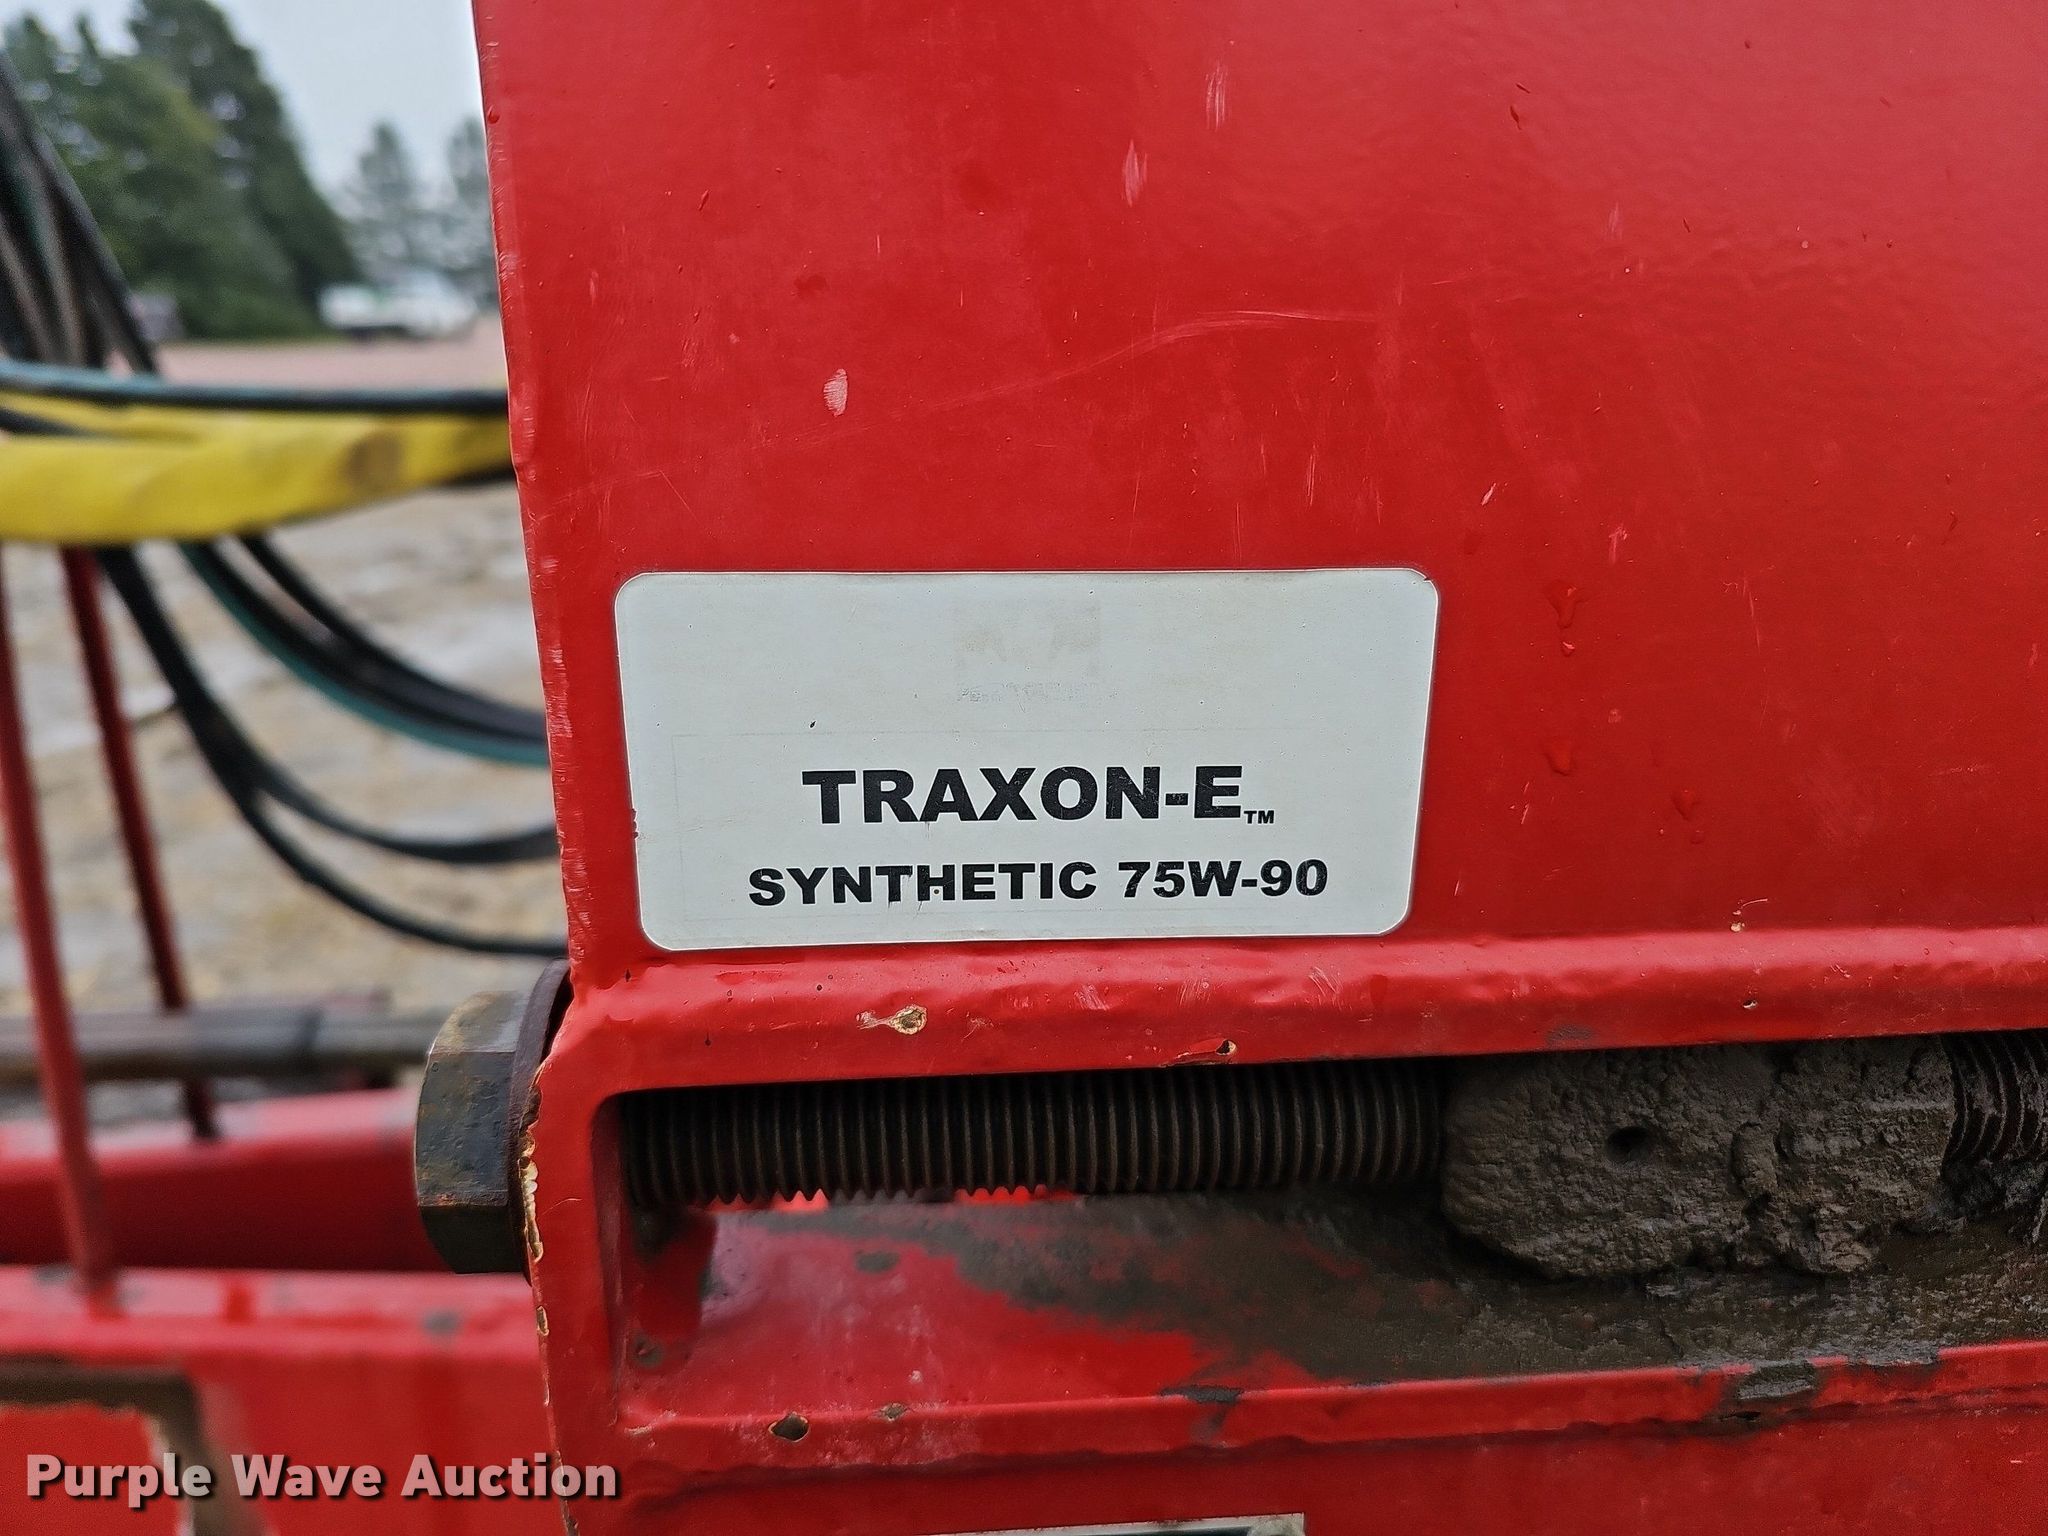 TRAXON-E™
SYNTHETIC 75W-90
Purple Wave Auction